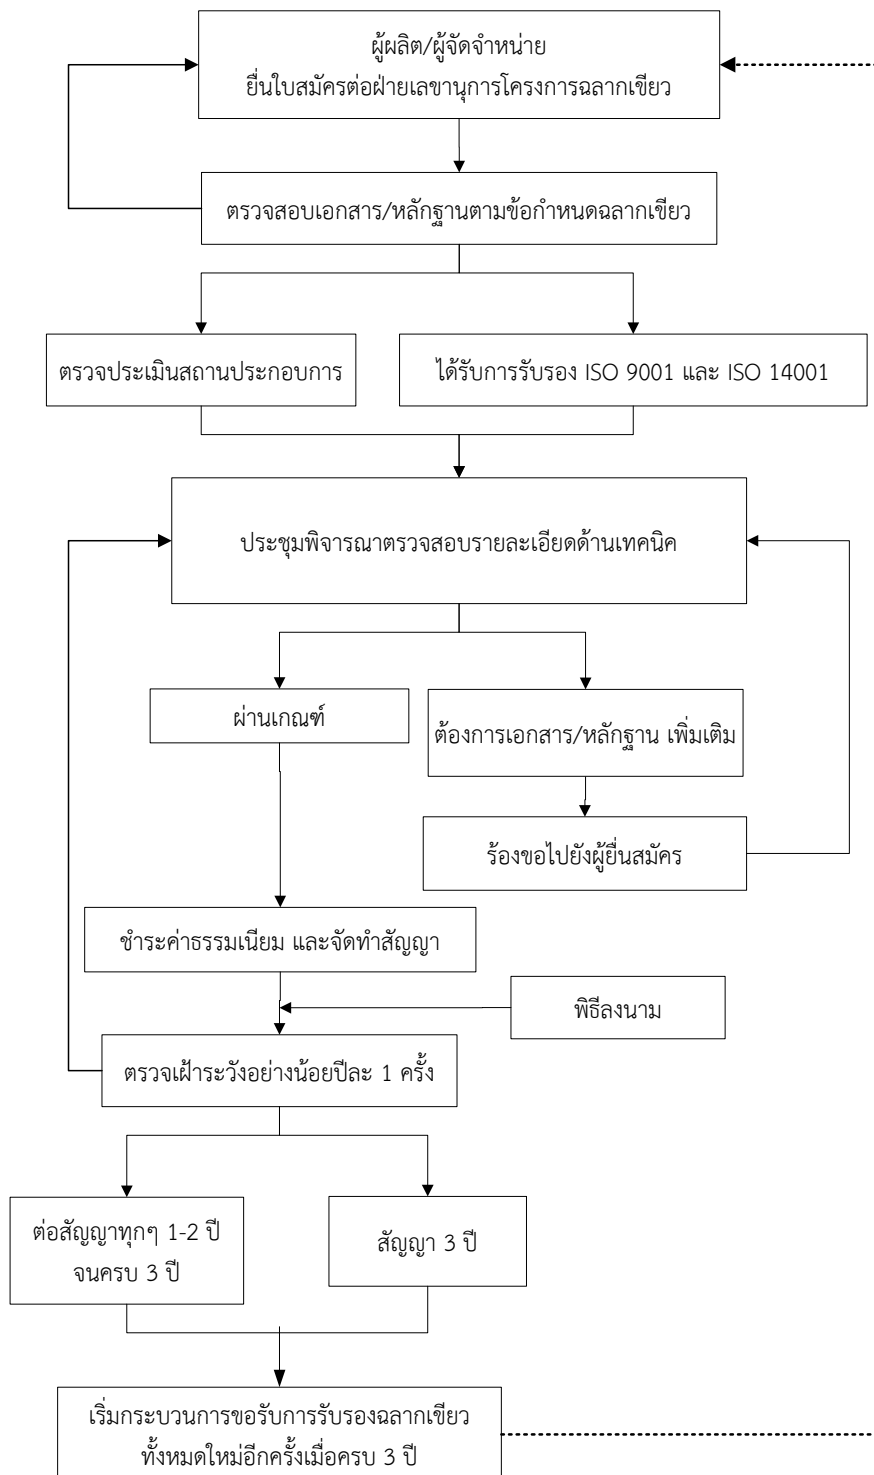 ผู้ผลิต/ผู้จัดจำหน่าย
ยื่นใบสมัครต่อฝ่ายเลขานุการโครงการฉลากเขียว
ตรวจสอบเอกสาร/หลักฐานตามข้อกำหนดฉลากเขียว
ตรวจประเมินสถานประกอบการ
ได้รับการรับรอง ISO 9001 และ ISO 14001
ประชุมพิจารณาตรวจสอบรายละเอียดด้านเทคนิค
ผ่านเกณฑ์
ต้องการเอกสาร/หลักฐาน เพิ่มเติม
ร้องขอไปยังผู้ยื่นสมัคร
ชำระค่าธรรมเนียม และจัดทำสัญญา
พิธีลงนาม
ตรวจเฝ้าระวังอย่างน้อยปีละ 1 ครั้ง
ต่อสัญญาทุกๆ 1-2 ปี
จนครบ 3 ปี
สัญญา 3 ปี
เริ่มกระบวนการขอรับการรับรองฉลากเขียว
ทั้งหมดใหม่อีกครั้งเมื่อครบ 3 ปี